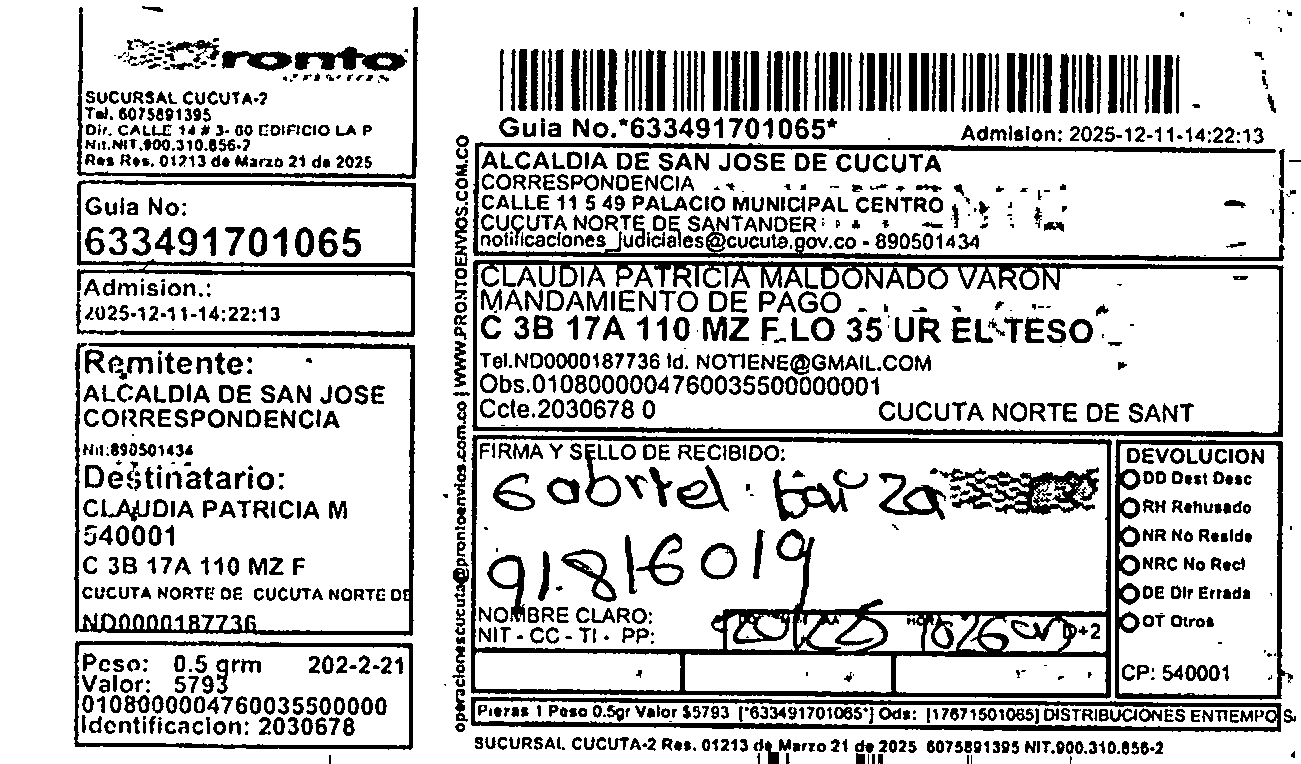 pronto
envios
SUCURSAL CUCUTA-2
Tel. 6075891395
Dir. CALLE 14 # 3- 60 EDIFICIO LA P
Nit.NIT.900.310.856-2
Res Res. 01213 de Marzo 21 de 2025
Guia No:
633491701065
Admision.:
2025-12-11-14:22:13
Remitente:
ALCALDIA DE SAN JOSE
CORRESPONDENCIA
Nit:890501434
Destinatario:
CLAUDIA PATRICIA M
540001
C 3B 17A 110 MZ F
CUCUTA NORTE DE CUCUTA NORTE DE
ND0000187736
Peso: 0.5 grm 202-2-21
Valor: 5793
01080000047600355000000
Identificacion: 2030678
operacionescucuta@prontoenvios.com.co | WWW.PRONTOENVIOS.COM.CO
Guia No.*633491701065* Admision: 2025-12-11-14:22:13
ALCALDIA DE SAN JOSE DE CUCUTA
CORRESPONDENCIA
CALLE 11 5 49 PALACIO MUNICIPAL CENTRO
CUCUTA NORTE DE SANTANDER
notificaciones_judiciales@cucuta.gov.co - 890501434
CLAUDIA PATRICIA MALDONADO VARON
MANDAMIENTO DE PAGO
C 3B 17A 110 MZ F LO 35 UR EL TESO
Tel.ND0000187736 Id. NOTIENE@GMAIL.COM
Obs.010800000476003550000000​1
Ccte.2030678 0 CUCUTA NORTE DE SANT
FIRMA Y SELLO DE RECIBIDO:
Gabriel
91.816019
NOMBRE CLARO:
NIT - CC - TI - PP:
D+2
DEVOLUCION
DD Dest Desc
RH Rehusado
NR No Reside
NRC No Recl
DE Dir Errada
OT Otros
CP: 540001
Piezas 1 Peso 0.5gr Valor $5793 [*633491701065*] Ods: [17671501065] DISTRIBUCIONES ENTIEMPO S
SUCURSAL CUCUTA-2 Res. 01213 de Marzo 21 de 2025 6075891395 NIT.900.310.856-2